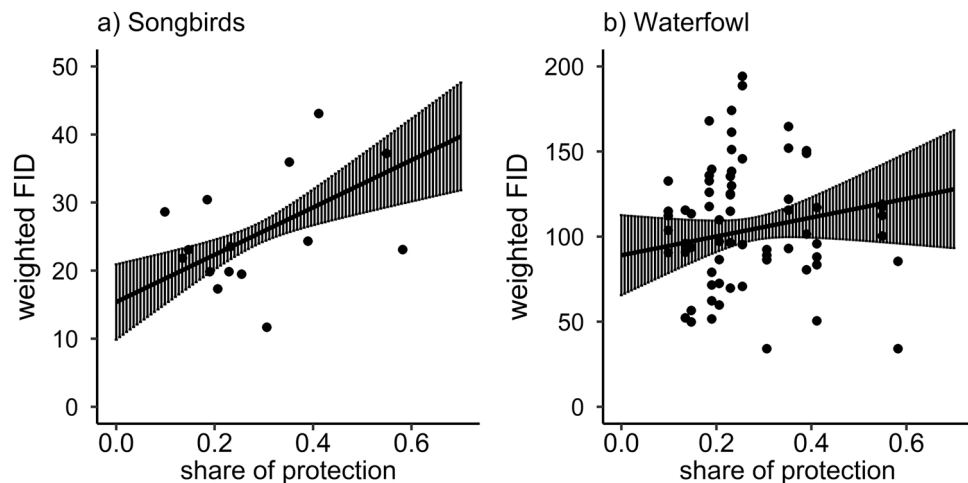 a) Songbirds
50
40
30
20
10
0
weighted FID
0.0 0.2 0.4 0.6
share of protection
b) Waterfowl
200
150
100
50
0
weighted FID
0.0 0.2 0.4 0.6
share of protection